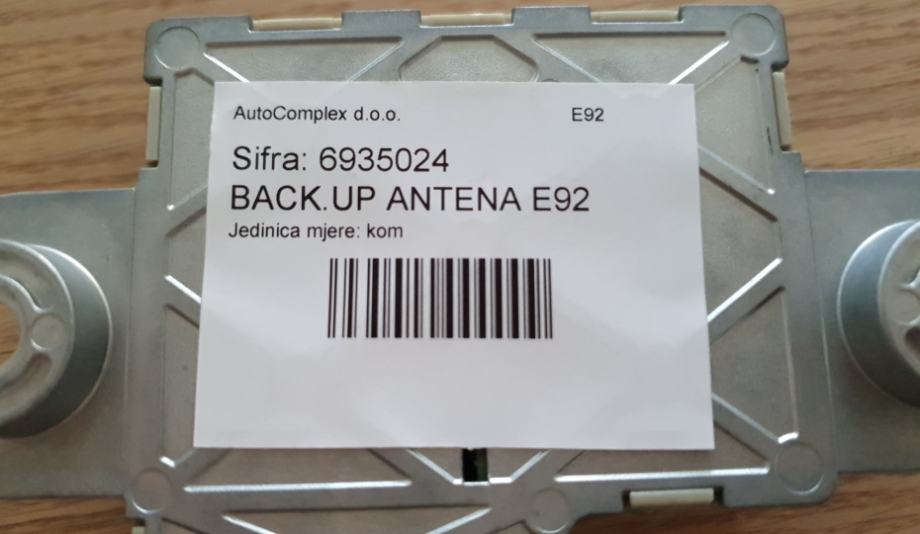 AutoComplex d.o.o. E92
Sifra: 6935024
BACK.UP ANTENA E92
Jedinica mjere: kom